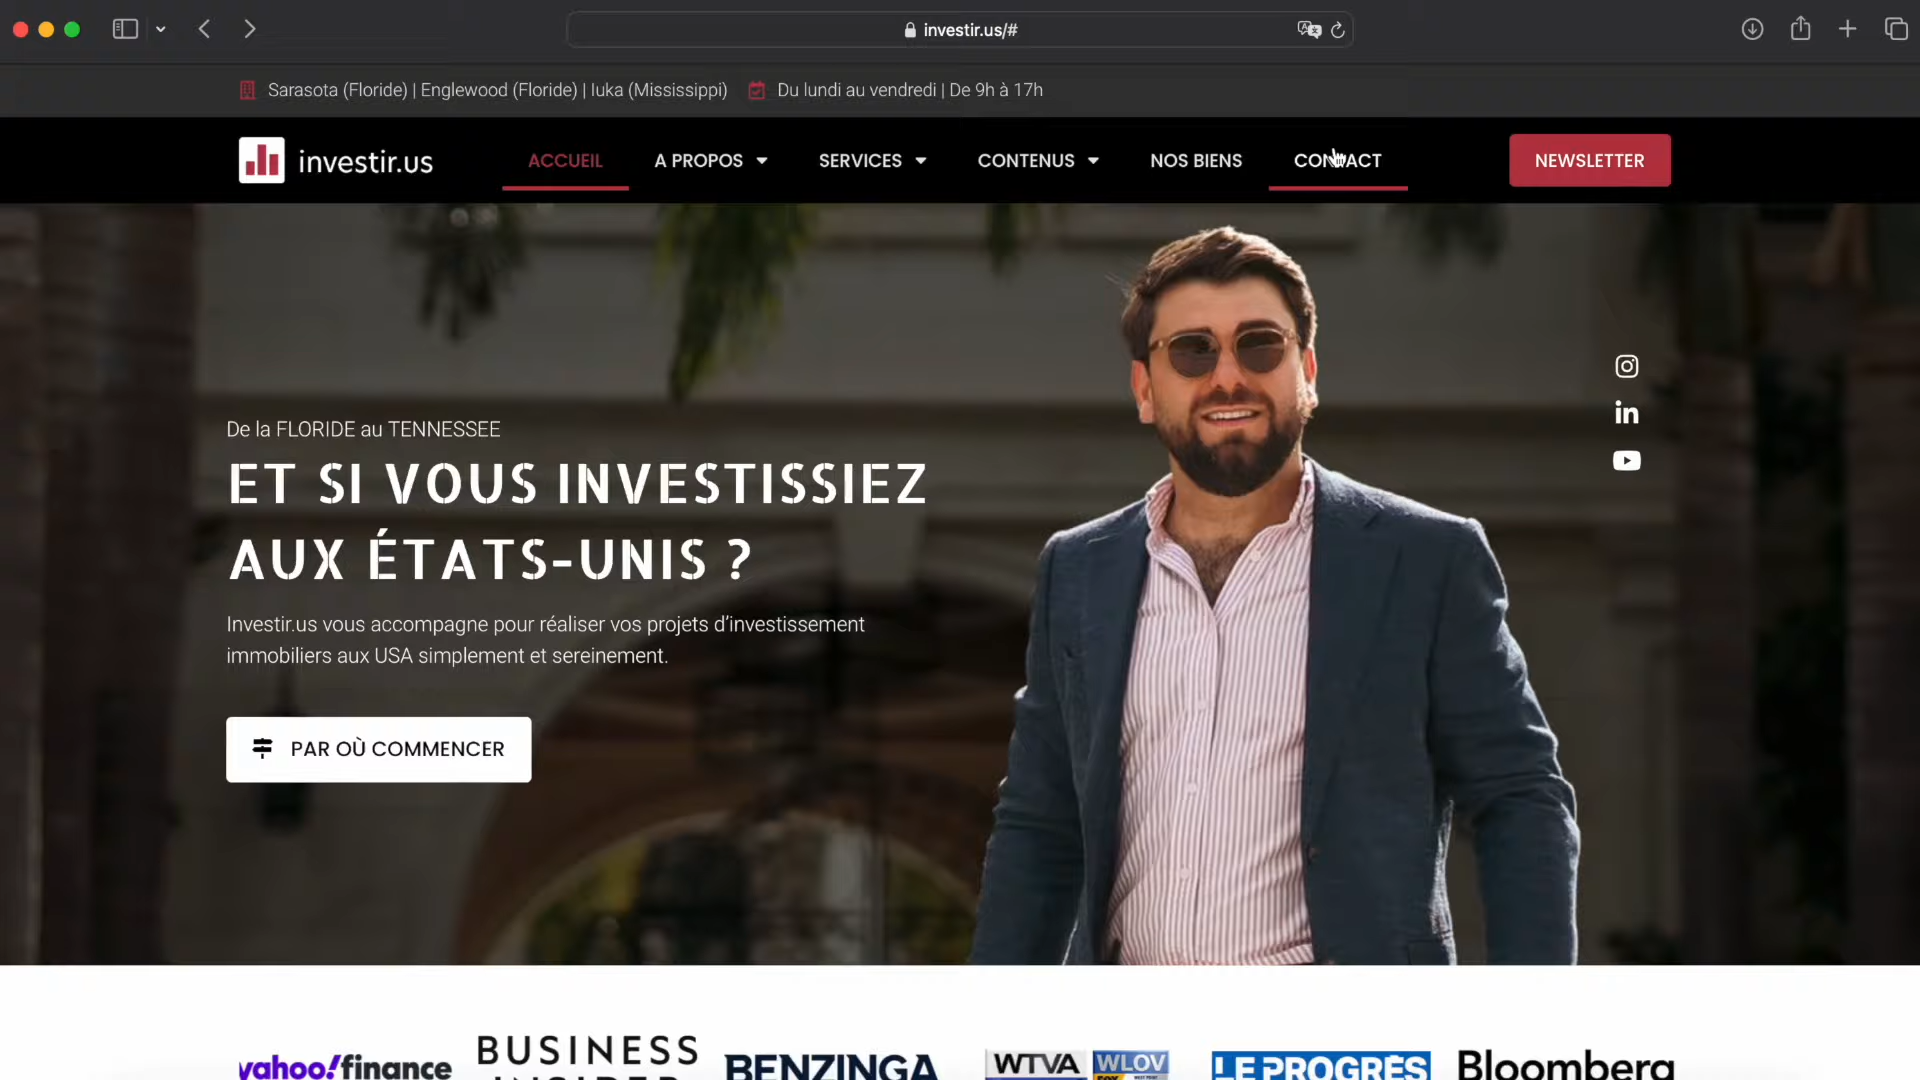 investir.us/#
Sarasota (Floride) | Englewood (Floride) | Iuka (Mississippi) Du lundi au vendredi | De 9h à 17h
investir.us ACCUEIL A PROPOS SERVICES CONTENUS NOS BIENS CONTACT NEWSLETTER
De la FLORIDE au TENNESSEE
ET SI VOUS INVESTISSIEZ
AUX ÉTATS-UNIS ?
Investir.us vous accompagne pour réaliser vos projets d’investissement
immobiliers aux USA simplement et sereinement.
PAR OÙ COMMENCER
yahoo!finance BUSINESS INSIDER BENZINGA WTVA WLOV FOX LE PROGRÈS Bloomberg